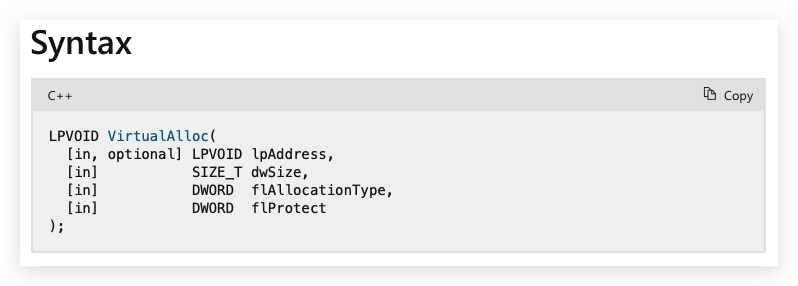 Syntax
C++
Copy
LPVOID VirtualAlloc(
  [in, optional] LPVOID lpAddress,
  [in]           SIZE_T dwSize,
  [in]           DWORD  flAllocationType,
  [in]           DWORD  flProtect
);